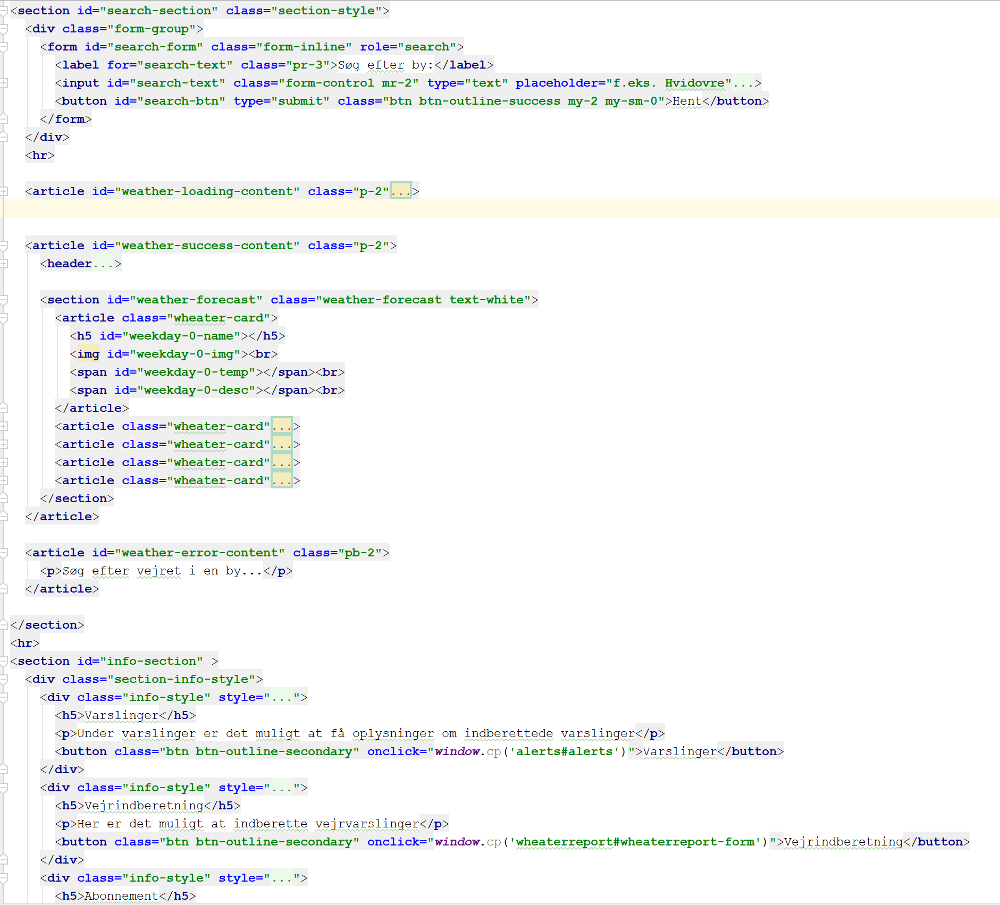 <section id="search-section" class="section-style">
<div class="form-group">
<form id="search-form" class="form-inline" role="search">
<label for="search-text" class="pr-3">Søg efter by:</label>
<input id="search-text" class="form-control mr-2" type="text" placeholder="f.eks. Hvidovre"...>
<button id="search-btn" type="submit" class="btn btn-outline-success my-2 my-sm-0">Hent</button>
</form>
</div>
<hr>
<article id="weather-loading-content" class="p-2"...>
<article id="weather-success-content" class="p-2">
<header...>
<section id="weather-forecast" class="weather-forecast text-white">
<article class="wheater-card">
<h5 id="weekday-0-name"></h5>
<img id="weekday-0-img"><br>
<span id="weekday-0-temp"></span><br>
<span id="weekday-0-desc"></span><br>
</article>
<article class="wheater-card"...>
<article class="wheater-card"...>
<article class="wheater-card"...>
<article class="wheater-card"...>
</section>
</article>
<article id="weather-error-content" class="pb-2">
<p>Søg efter vejret i en by...</p>
</article>
</section>
<hr>
<section id="info-section" >
<div class="section-info-style">
<div class="info-style" style="...">
<h5>Varslinger</h5>
<p>Under varslinger er det muligt at få oplysninger om indberettede varslinger</p>
<button class="btn btn-outline-secondary" onclick="window.cp('alerts#alerts')">Varslinger</button>
</div>
<div class="info-style" style="...">
<h5>Vejrindberetning</h5>
<p>Her er det muligt at indberette vejrvarslinger</p>
<button class="btn btn-outline-secondary" onclick="window.cp('wheaterreport#wheaterreport-form')">Vejrindberetning</button>
</div>
<div class="info-style" style="...">
<h5>Abonnement</h5>